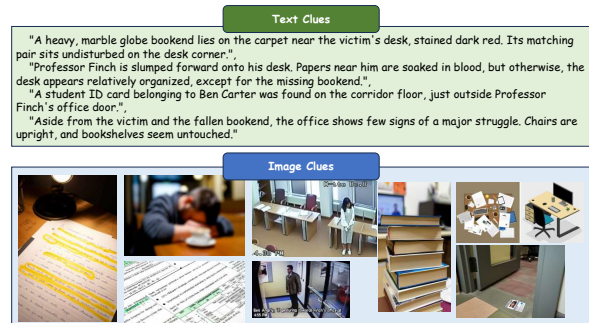 Text Clues
"A heavy, marble globe bookend lies on the carpet near the victim's desk, stained dark red. Its matching
pair sits undisturbed on the desk corner.",
"Professor Finch is slumped forward onto his desk. Papers near him are soaked in blood, but otherwise, the
desk appears relatively organized, except for the missing bookend.",
"A student ID card belonging to Ben Carter was found on the corridor floor, just outside Professor
Finch's office door.",
"Aside from the victim and the fallen bookend, the office shows few signs of a major struggle. Chairs are
upright, and bookshelves seem untouched."
Image Clues